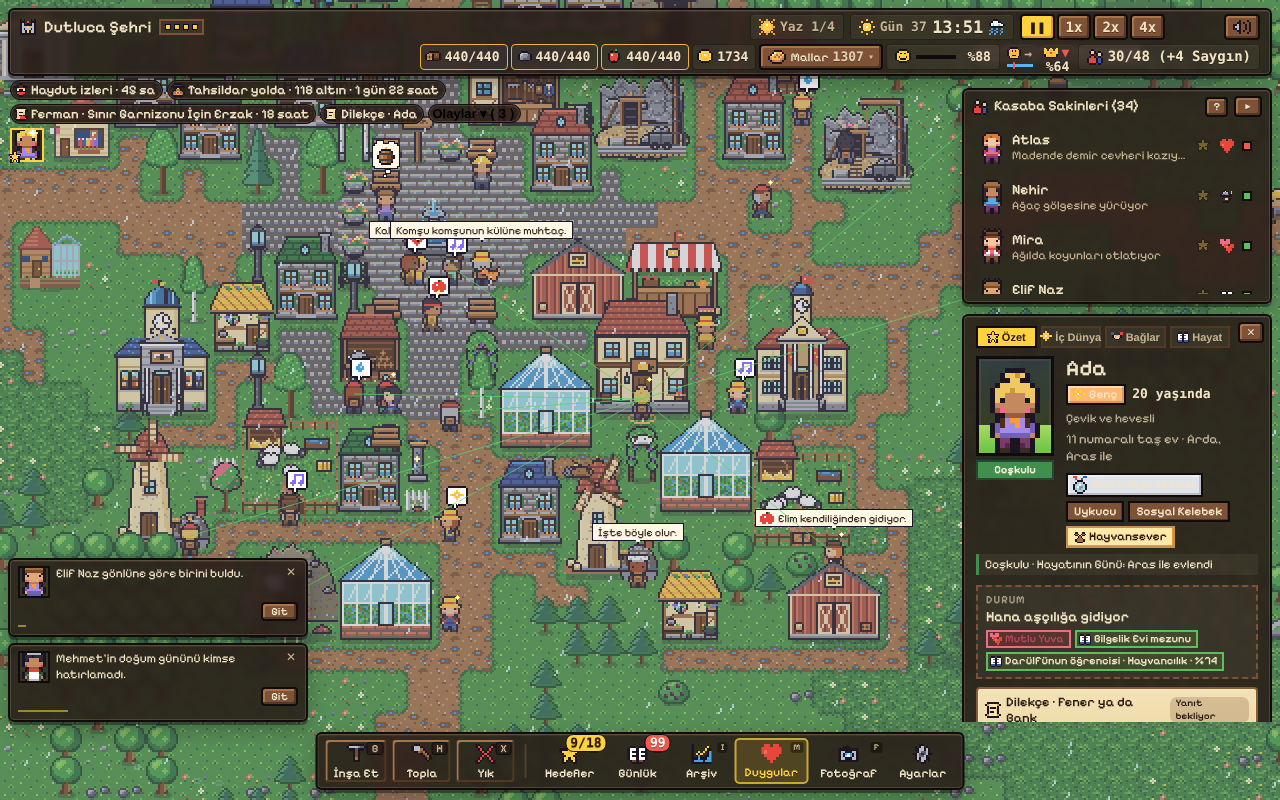 Dutluca Şehri
Yaz 1/4
Gün 37 13:51
1x
2x
4x
440/440
440/440
440/440
1734
Mallar 1307
%88
%64
30/48 (+4 Saygın)
Haydut izleri · 48 sa
Tahsildar yolda · 118 altın · 1 gün 22 saat
Ferman · Sınır Garnizonu İçin Erzak · 18 saat
Dilekçe · Ada
Olaylar ▾ ( 3 )
Kasaba Sakinleri (34)
?
Atlas
Madende demir cevheri kazıy...
Nehir
Ağaç gölgesine yürüyor
Mira
Ağılda koyunları otlatıyor
Elif Naz
Kal
Komşu komşunun külüne muhtaç.
İşte böyle olur.
Elim kendiliğinden gidiyor.
Özet
İç Dünya
Bağlar
Hayat
Ada
Genç
20 yaşında
Çevik ve hevesli
11 numaralı taş ev · Arda,
Aras ile
Coşkulu
Uykucu
Sosyal Kelebek
Hayvansever
Coşkulu · Hayatının Günü: Aras ile evlendi
DURUM
Hana aşçılığa gidiyor
Mutlu Yuva
Bilgelik Evi mezunu
Darülfünun öğrencisi · Hayvancılık · %74
Dilekçe · Fener ya da
Bank
Yanıt
bekliyor
Elif Naz gönlüne göre birini buldu.
Git
Mehmet'in doğum gününü kimse
hatırlamadı.
Git
İnşa Et
B
Topla
H
Yık
X
Hedefler
9/18
Günlük
99
Arşiv
I
Duygular
M
Fotoğraf
F
Ayarlar